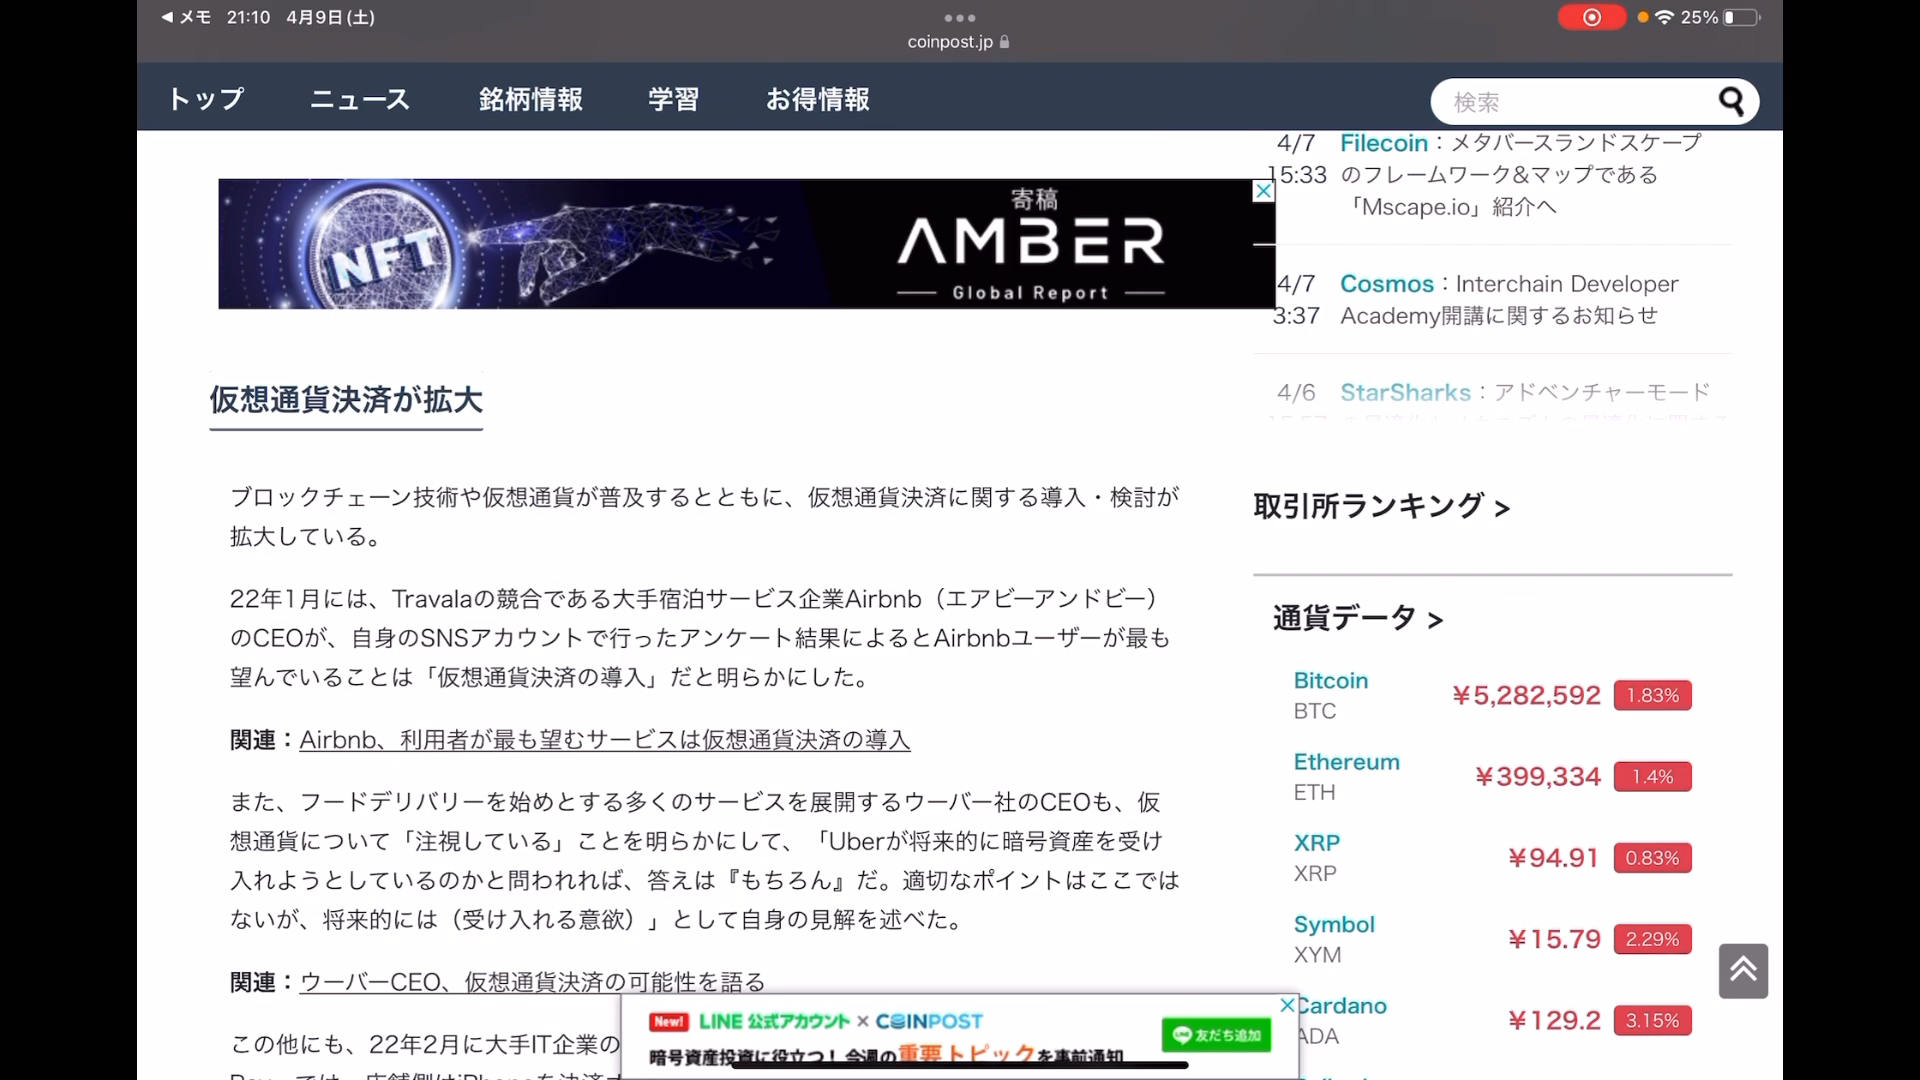 メモ 21:10 4月9日(土)
25%
coinpost.jp
トップ ニュース 銘柄情報 学習 お得情報
検索
寄稿
NFT
AMBER
Global Report
仮想通貨決済が拡大
ブロックチェーン技術や仮想通貨が普及するとともに、仮想通貨決済に関する導入・検討が
拡大している。
22年1月には、Travalaの競合である大手宿泊サービス企業Airbnb（エアビーアンドビー）
のCEOが、自身のSNSアカウントで行ったアンケート結果によるとAirbnbユーザーが最も
望んでいることは「仮想通貨決済の導入」だと明らかにした。
関連：Airbnb、利用者が最も望むサービスは仮想通貨決済の導入
また、フードデリバリーを始めとする多くのサービスを展開するウーバー社のCEOも、仮
想通貨について「注視している」ことを明らかにして、「Uberが将来的に暗号資産を受け
入れようとしているのかと問われれば、答えは『もちろん』だ。適切なポイントはここでは
ないが、将来的には（受け入れる意欲）」として自身の見解を述べた。
関連：ウーバーCEO、仮想通貨決済の可能性を語る
この他にも、22年2月に大手IT企業の
4/7 Filecoin：メタバースランドスケープ
15:33 のフレームワーク&マップである
「Mscape.io」紹介へ
4/7 Cosmos：Interchain Developer
3:37 Academy開講に関するお知らせ
4/6 StarSharks：アドベンチャーモード
取引所ランキング >
通貨データ >
Bitcoin
BTC
¥5,282,592 1.83%
Ethereum
ETH
¥399,334 1.4%
XRP
XRP
¥94.91 0.83%
Symbol
XYM
¥15.79 2.29%
Cardano
ADA
¥129.2 3.15%
New! LINE 公式アカウント × COINPOST
暗号資産投資に役立つ！今週の重要トピックを事前通知
友だち追加